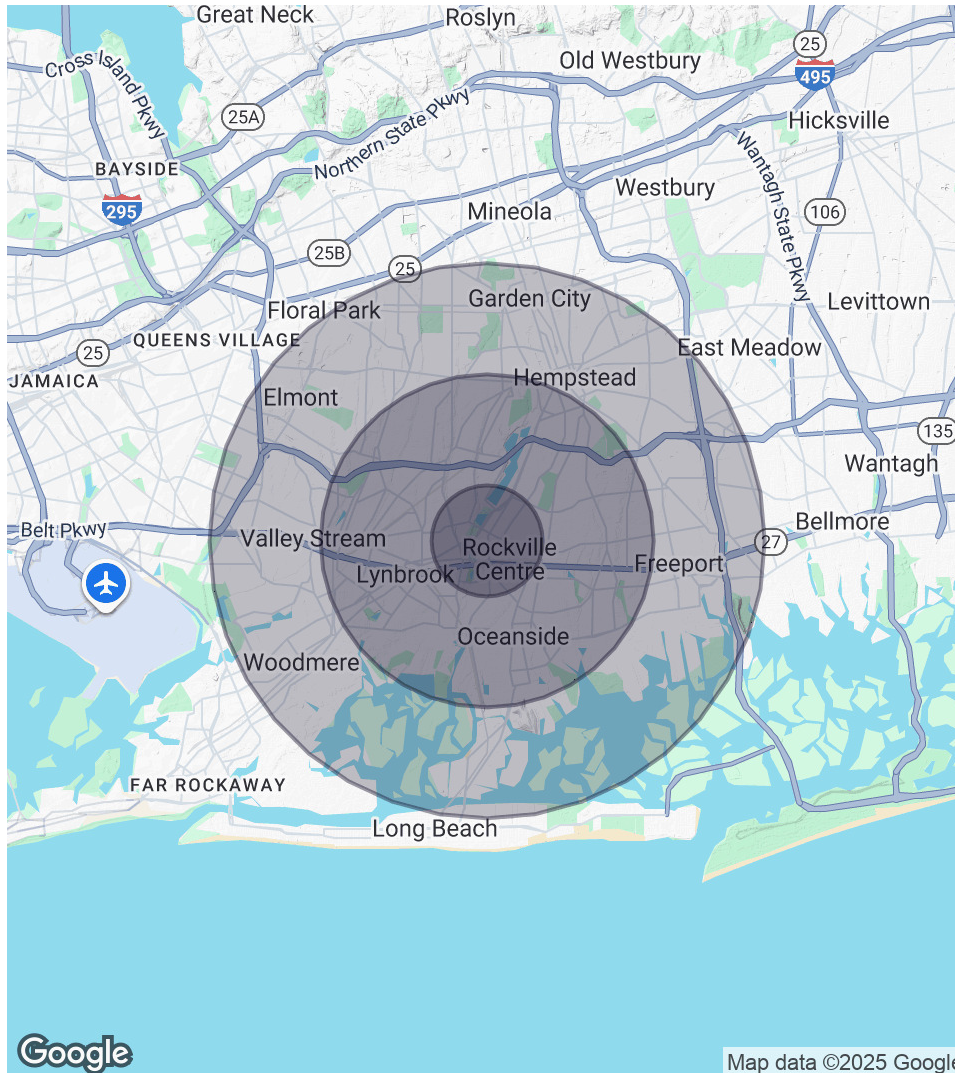 Great Neck
Roslyn
25
Old Westbury
495
Cross Island Pkwy
25A
Hicksville
Northern State Pkwy
BAYSIDE
Wantagh State Pkwy
Westbury
295
Mineola
106
25B
25
Garden City
Levittown
Floral Park
QUEENS VILLAGE
East Meadow
25
JAMAICA
Hempstead
Elmont
135
Wantagh
Bellmore
Belt Pkwy
Valley Stream
27
Rockville
Centre
Freeport
Lynbrook
Oceanside
Woodmere
FAR ROCKAWAY
Long Beach
Google
Map data ©2025 Google